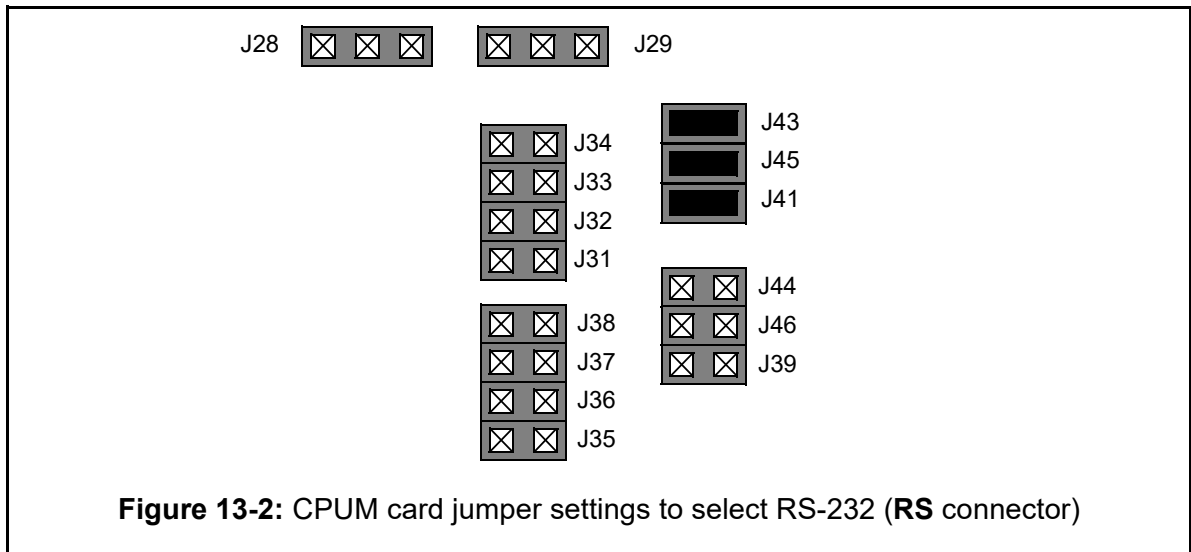 J28
J29
J34
J33
J32
J31
J43
J45
J41
J38
J37
J36
J35
J44
J46
J39
Figure 13-2: CPUM card jumper settings to select RS-232 (RS connector)